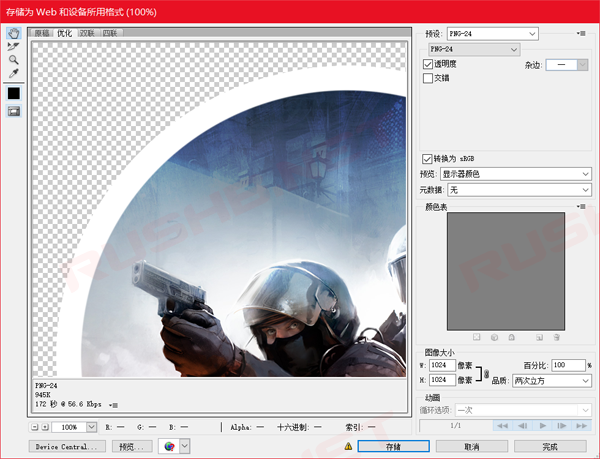 存储为 Web 和设备所用格式 (100%)
原稿 优化 双联 四联
预设: PNG-24
PNG-24
透明度 杂边: —
交错
转换为 sRGB
预览: 显示器颜色
元数据: 无
颜色表
RUSHE.NET
图像大小
W: 1024 像素 百分比: 100 %
H: 1024 像素 品质: 两次立方
动画
循环选项: 一次
1/1
PNG-24
945K
172 秒 @ 56.6 Kbps
100% R: — G: — B: — Alpha: — 十六进制: — 索引: —
Device Central... 预览... 存储 取消 完成